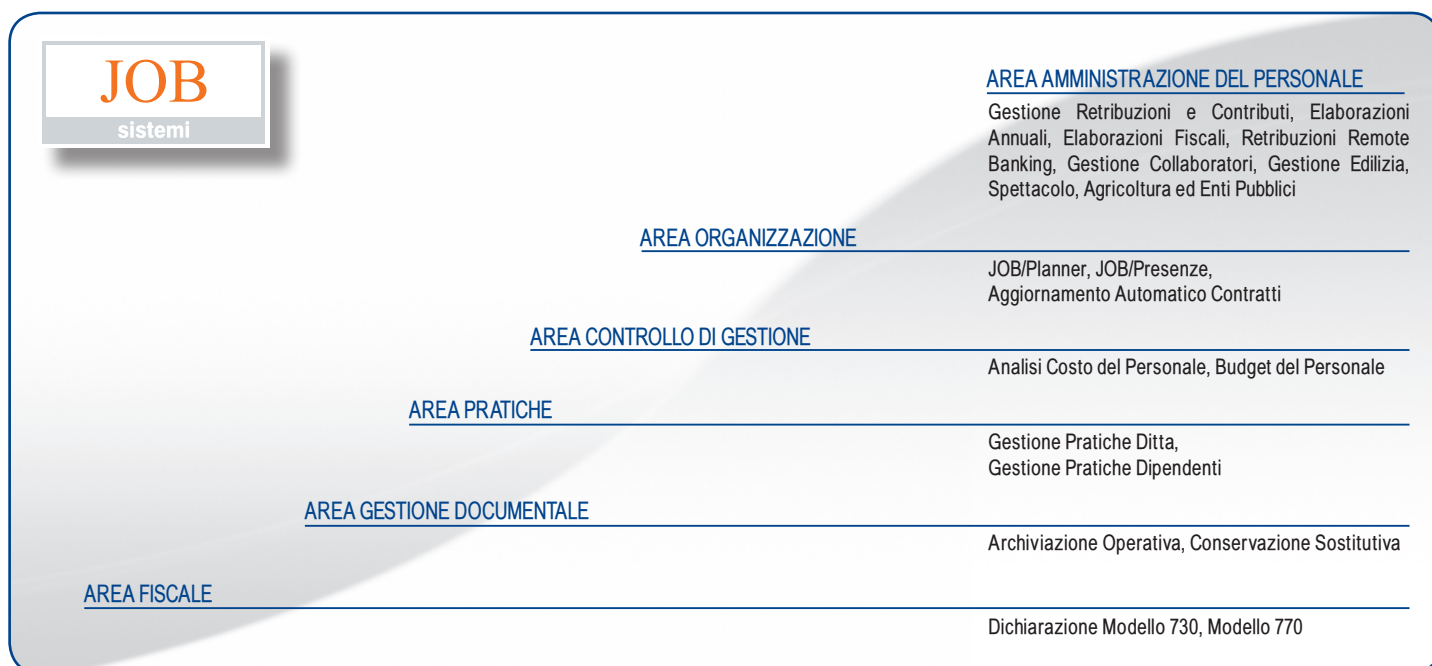 JOB
sistemi
AREA AMMINISTRAZIONE DEL PERSONALE
Gestione Retribuzioni e Contributi, Elaborazioni
Annuali, Elaborazioni Fiscali, Retribuzioni Remote
Banking, Gestione Collaboratori, Gestione Edilizia,
Spettacolo, Agricoltura ed Enti Pubblici
AREA ORGANIZZAZIONE
JOB/Planner, JOB/Presenze,
Aggiornamento Automatico Contratti
AREA CONTROLLO DI GESTIONE
Analisi Costo del Personale, Budget del Personale
AREA PRATICHE
Gestione Pratiche Ditta,
Gestione Pratiche Dipendenti
AREA GESTIONE DOCUMENTALE
Archiviazione Operativa, Conservazione Sostitutiva
AREA FISCALE
Dichiarazione Modello 730, Modello 770